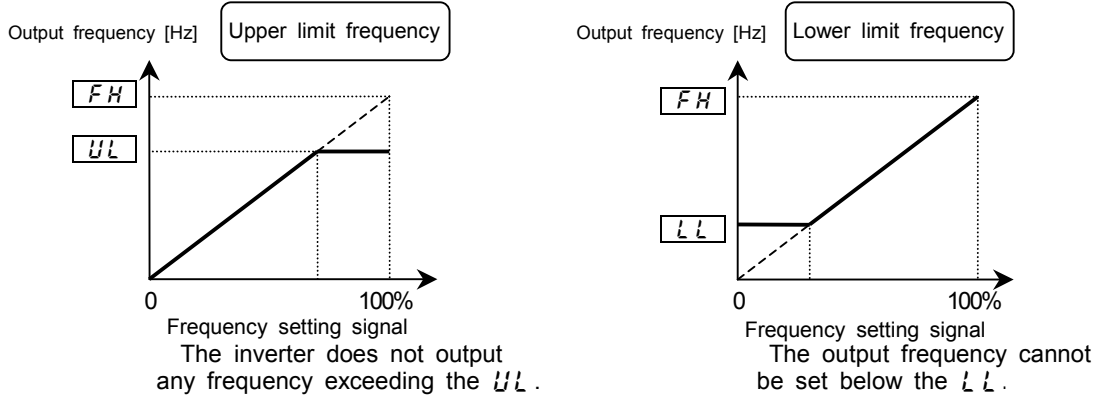 Output frequency [Hz]
Upper limit frequency
FH
UL
0
100%
Frequency setting signal
The inverter does not output
any frequency exceeding the UL.
Output frequency [Hz]
Lower limit frequency
FH
LL
0
100%
Frequency setting signal
The output frequency cannot
be set below the LL.